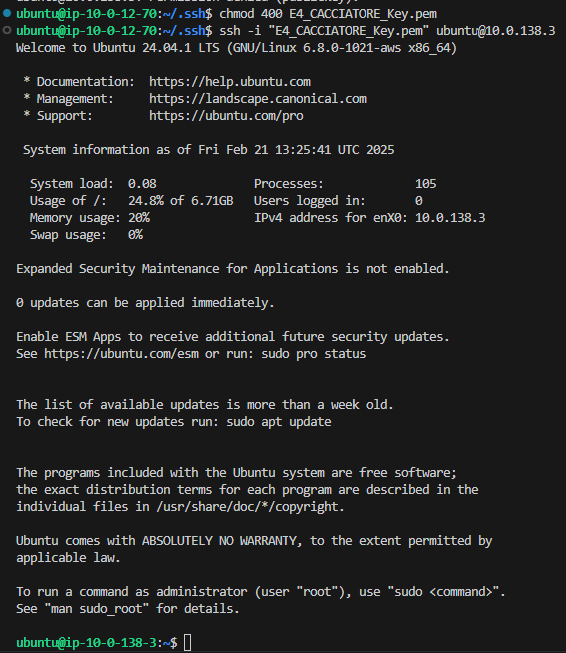 ubuntu@ip-10-0-12-70:~/.ssh$ chmod 400 E4_CACCIATORE_Key.pem
ubuntu@ip-10-0-12-70:~/.ssh$ ssh -i "E4_CACCIATORE_Key.pem" ubuntu@10.0.138.3
Welcome to Ubuntu 24.04.1 LTS (GNU/Linux 6.8.0-1021-aws x86_64)

 * Documentation:  https://help.ubuntu.com
 * Management:     https://landscape.canonical.com
 * Support:        https://ubuntu.com/pro

 System information as of Fri Feb 21 13:25:41 UTC 2025

  System load:  0.08               Processes:             105
  Usage of /:   24.8% of 6.71GB   Users logged in:       0
  Memory usage: 20%                IPv4 address for enX0: 10.0.138.3
  Swap usage:   0%

Expanded Security Maintenance for Applications is not enabled.

0 updates can be applied immediately.

Enable ESM Apps to receive additional future security updates.
See https://ubuntu.com/esm or run: sudo pro status


The list of available updates is more than a week old.
To check for new updates run: sudo apt update


The programs included with the Ubuntu system are free software;
the exact distribution terms for each program are described in the
individual files in /usr/share/doc/*/copyright.

Ubuntu comes with ABSOLUTELY NO WARRANTY, to the extent permitted by
applicable law.

To run a command as administrator (user "root"), use "sudo <command>".
See "man sudo_root" for details.

ubuntu@ip-10-0-138-3:~$